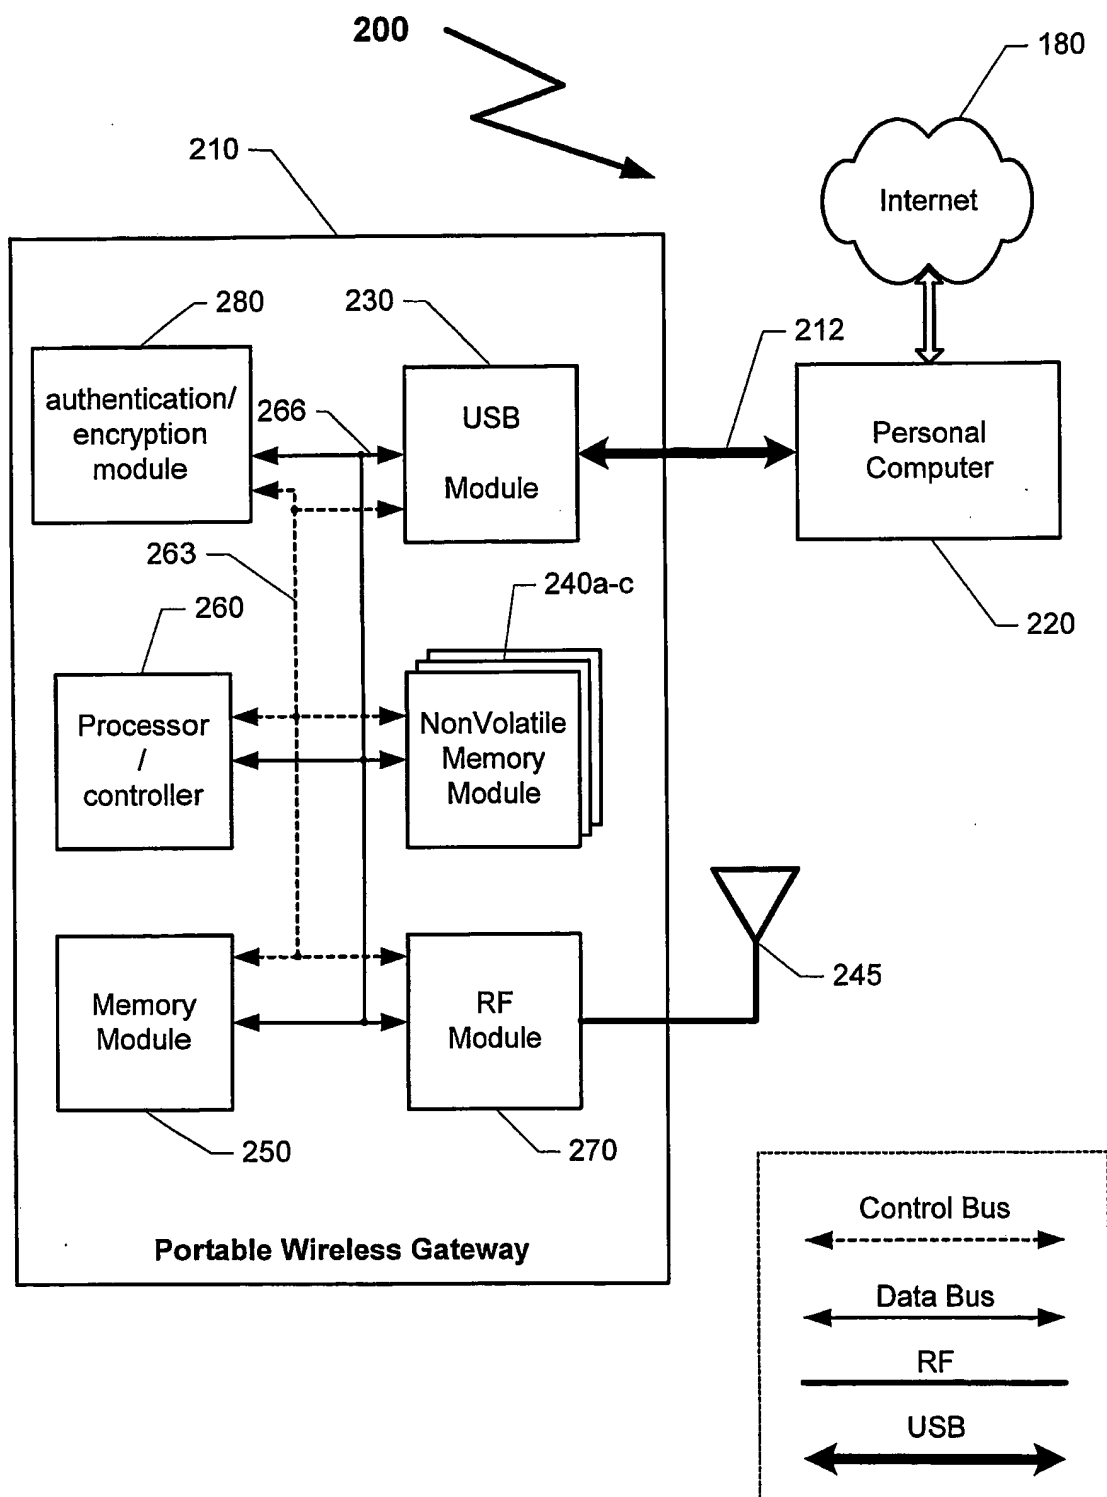 200
180
210
Internet
280
230
212
authentication/
encryption
module
266
USB
Module
Personal
Computer
263
240a-c
260
220
Processor
/
controller
NonVolatile
Memory
Module
245
Memory
Module
RF
Module
250
270
Portable Wireless Gateway
Control Bus
Data Bus
RF
USB